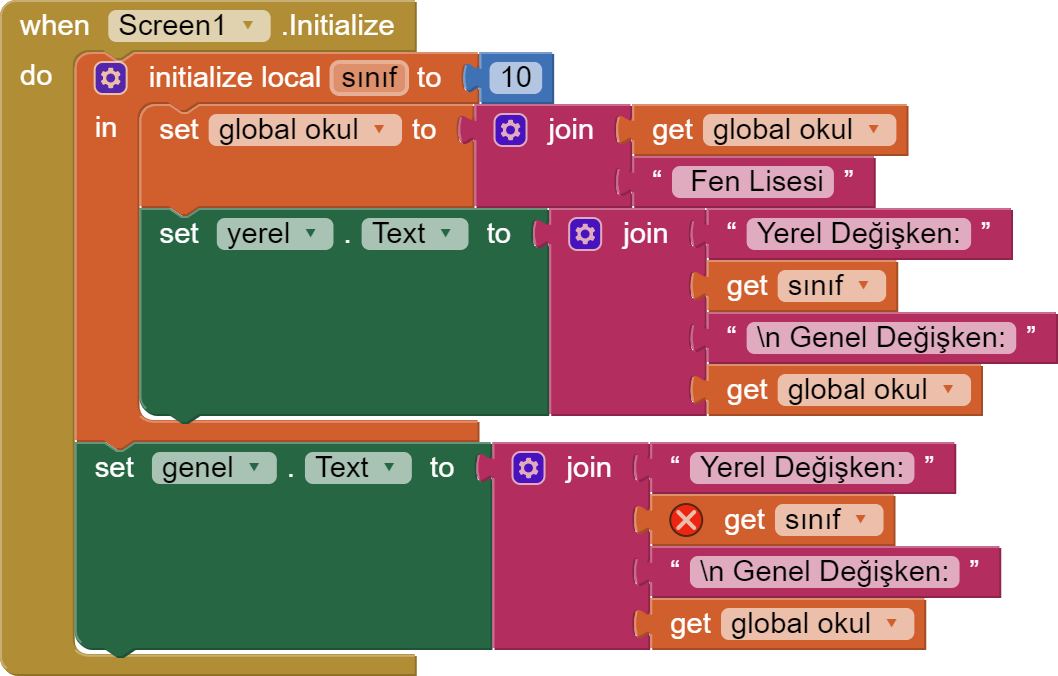 when Screen1 .Initialize
do initialize local sınıf to 10
in set global okul to join get global okul
“ Fen Lisesi ”
set yerel . Text to join “ Yerel Değişken: ”
get sınıf
“ \n Genel Değişken: ”
get global okul
set genel . Text to join “ Yerel Değişken: ”
get sınıf
“ \n Genel Değişken: ”
get global okul